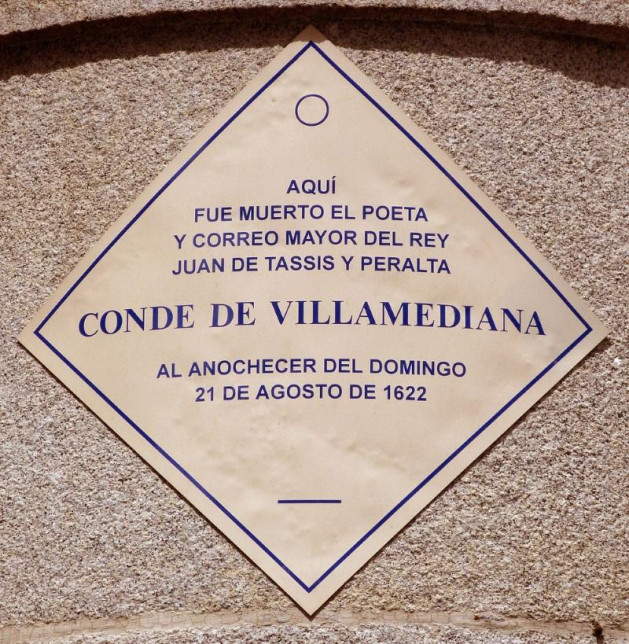 AQUÍ
FUE MUERTO EL POETA
Y CORREO MAYOR DEL REY
JUAN DE TASSIS Y PERALTA
CONDE DE VILLAMEDIANA
AL ANOCHECER DEL DOMINGO
21 DE AGOSTO DE 1622